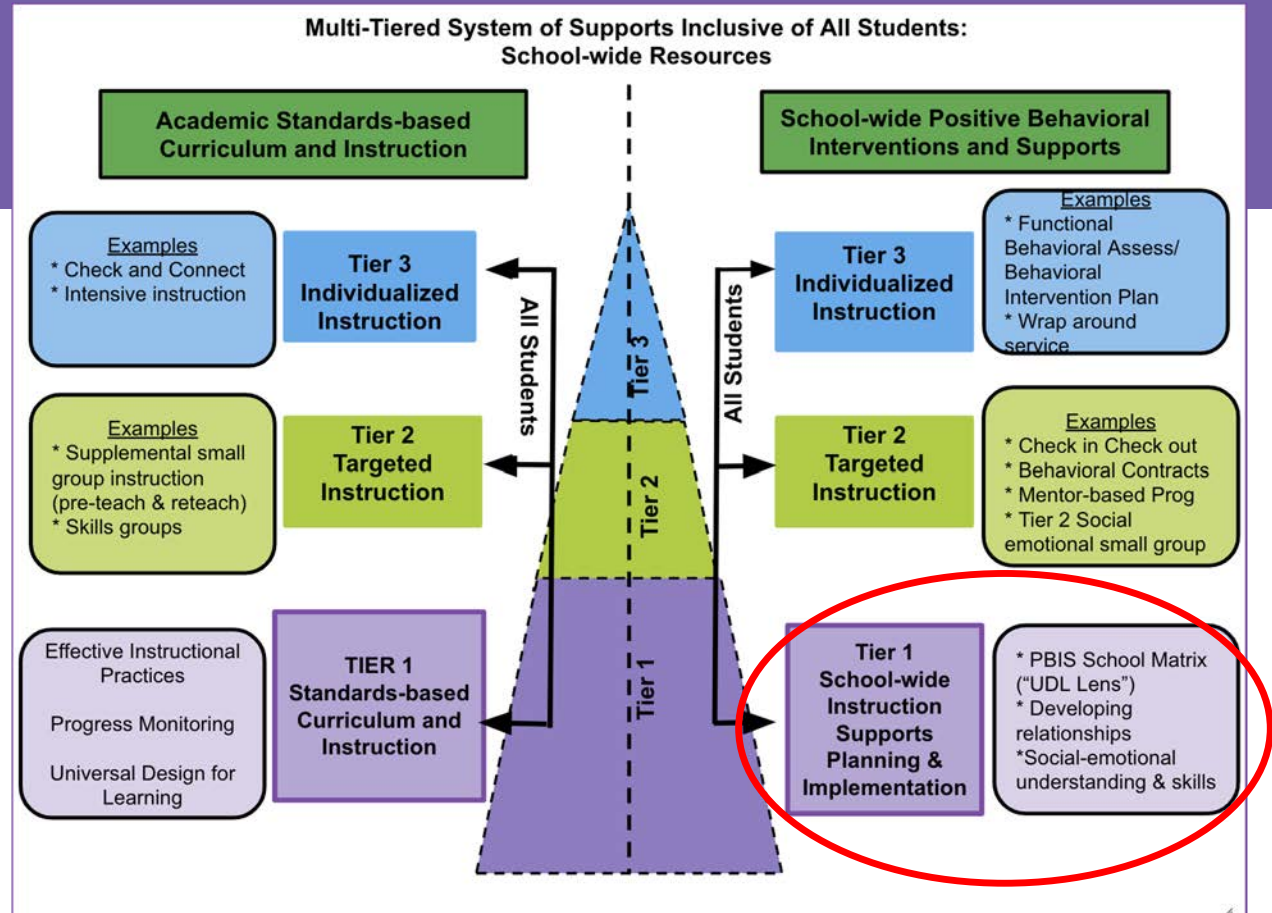 Multi-Tiered System of Supports Inclusive of All Students:
School-wide Resources
Academic Standards-based
Curriculum and Instruction
School-wide Positive Behavioral
Interventions and Supports
Examples
* Check and Connect
* Intensive instruction
Tier 3
Individualized
Instruction
All Students
Tier 3
All Students
Tier 3
Individualized
Instruction
Examples
* Functional
Behavioral Assess/
Behavioral
Intervention Plan
* Wrap around
service
Examples
* Supplemental small
group instruction
(pre-teach & reteach)
* Skills groups
Tier 2
Targeted
Instruction
Tier 2
Tier 2
Targeted
Instruction
Examples
* Check in Check out
* Behavioral Contracts
* Mentor-based Prog
* Tier 2 Social
emotional small group
Effective Instructional
Practices
Progress Monitoring
Universal Design for
Learning
TIER 1
Standards-based
Curriculum and
Instruction
Tier 1
Tier 1
School-wide
Instruction
Supports
Planning &
Implementation
* PBIS School Matrix
(“UDL Lens”)
* Developing
relationships
*Social-emotional
understanding & skills